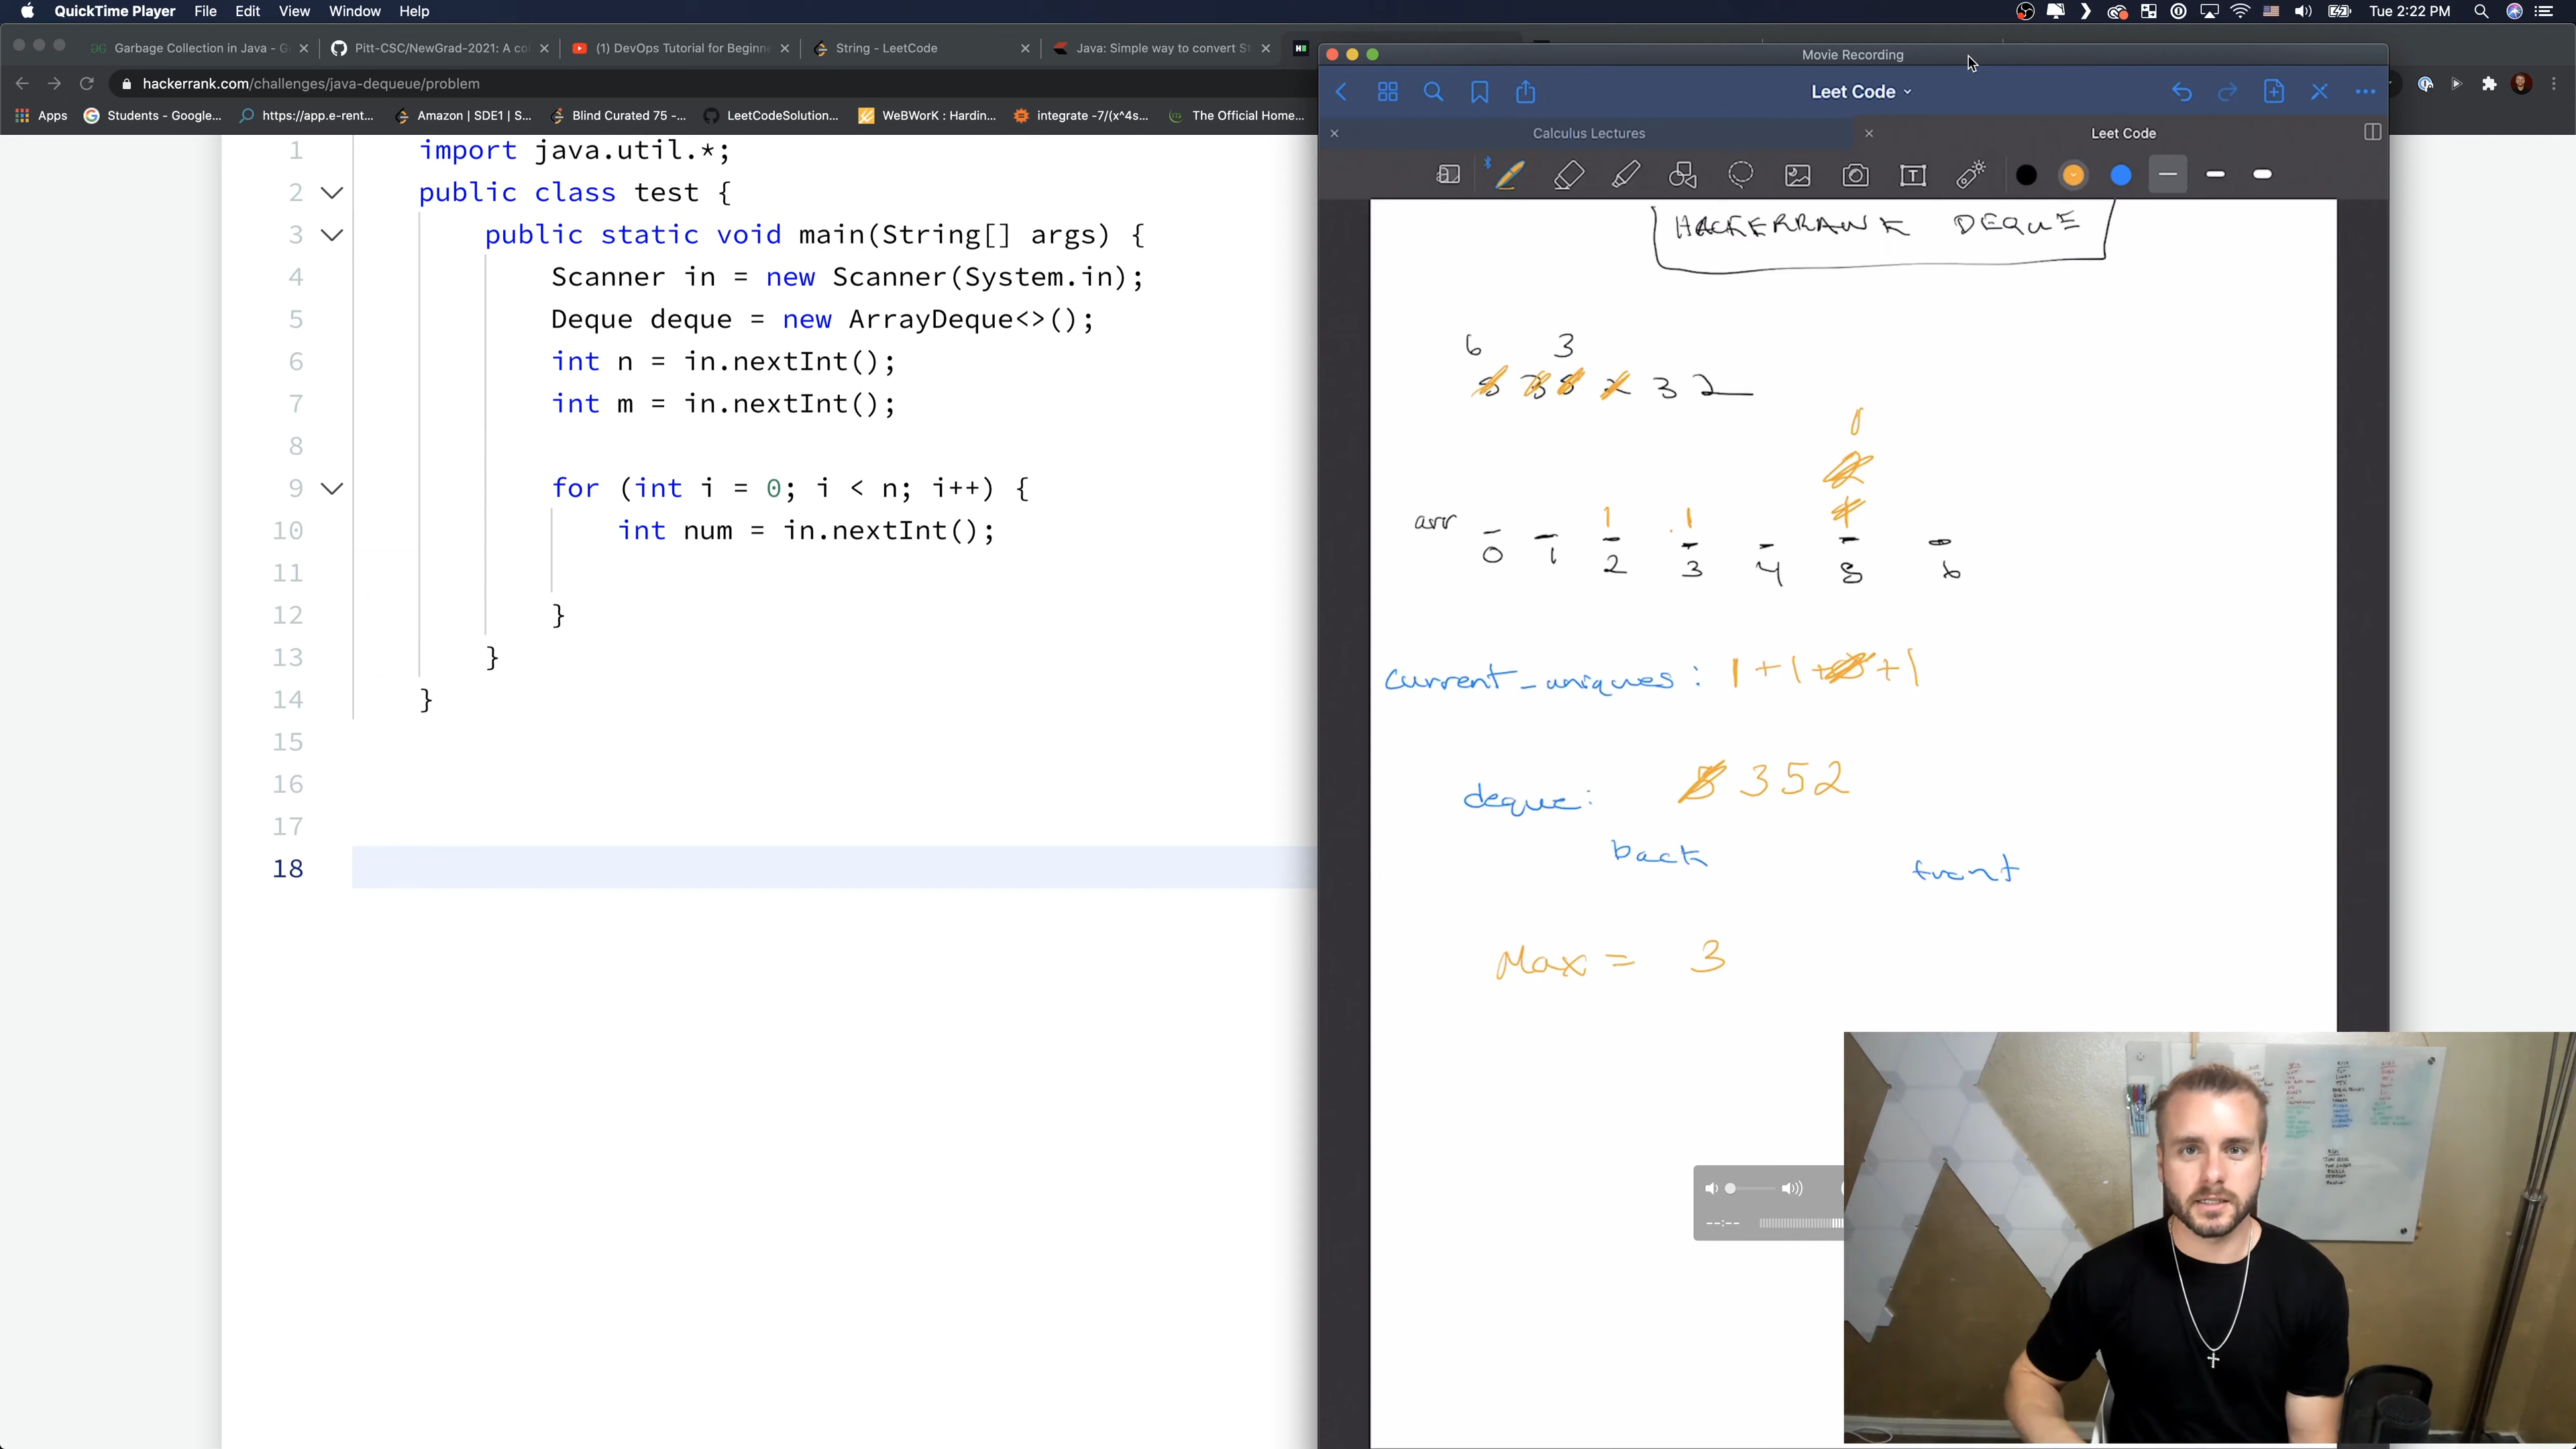 QuickTime Player File Edit View Window Help Tue 2:22 PM
Garbage Collection in Java - G Pitt-CSC/NewGrad-2021: A co (1) DevOps Tutorial for Beginne String - LeetCode Java: Simple way to convert St
hackerrank.com/challenges/java-dequeue/problem
Apps Students - Google... https://app.e-rent... Amazon | SDE1 | S... Blind Curated 75 -... LeetCodeSolution... WeBWorK : Hardin... integrate -7/(x^4s... The Official Home...
1 import java.util.*;
2 public class test {
3 public static void main(String[] args) {
4 Scanner in = new Scanner(System.in);
5 Deque deque = new ArrayDeque<>();
6 int n = in.nextInt();
7 int m = in.nextInt();
8
9 for (int i = 0; i < n; i++) {
10 int num = in.nextInt();
11
12 }
13 }
14 }
15
16
17
18
Movie Recording
Leet Code
Calculus Lectures Leet Code
HACKERRANK DEQUE
6 3
5 3 5 2 3 2
1 1
arr
0 1 2 3 4 5 6
current_uniques: 1 + 1 + + 1
deque: 5 3 5 2
back front
Max = 3
--:--